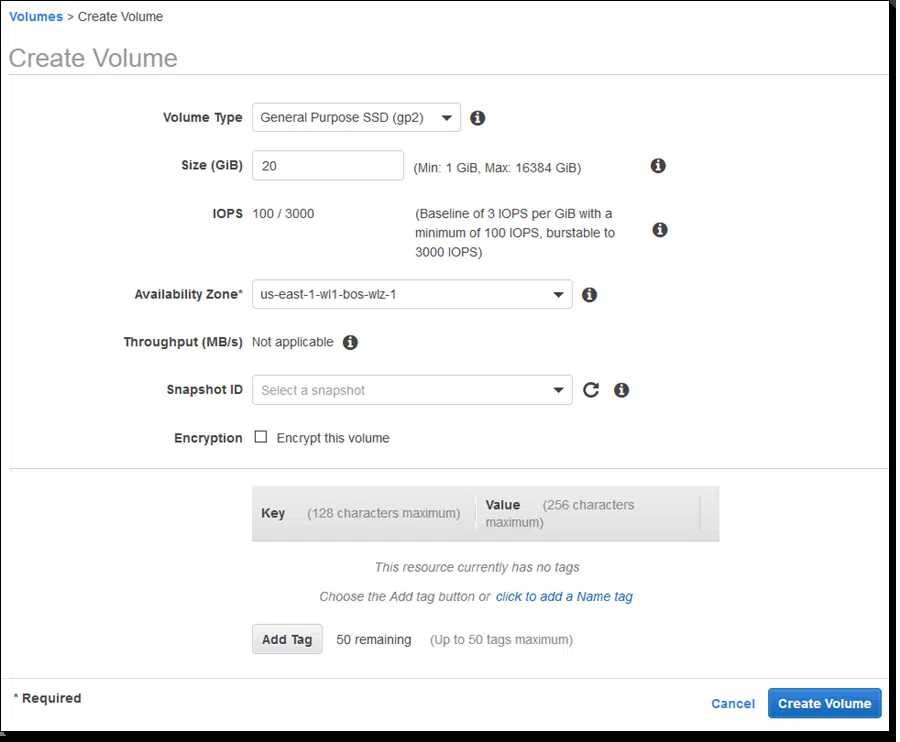 Volumes > Create Volume
Create Volume
Volume Type General Purpose SSD (gp2)
Size (GiB) 20 (Min: 1 GiB, Max: 16384 GiB)
IOPS 100 / 3000 (Baseline of 3 IOPS per GiB with a
minimum of 100 IOPS, burstable to
3000 IOPS)
Availability Zone* us-east-1-wl1-bos-wlz-1
Throughput (MB/s) Not applicable
Snapshot ID Select a snapshot
Encryption Encrypt this volume
Key (128 characters maximum) Value (256 characters
maximum)
This resource currently has no tags
Choose the Add tag button or click to add a Name tag
Add Tag 50 remaining (Up to 50 tags maximum)
* Required
Cancel Create Volume